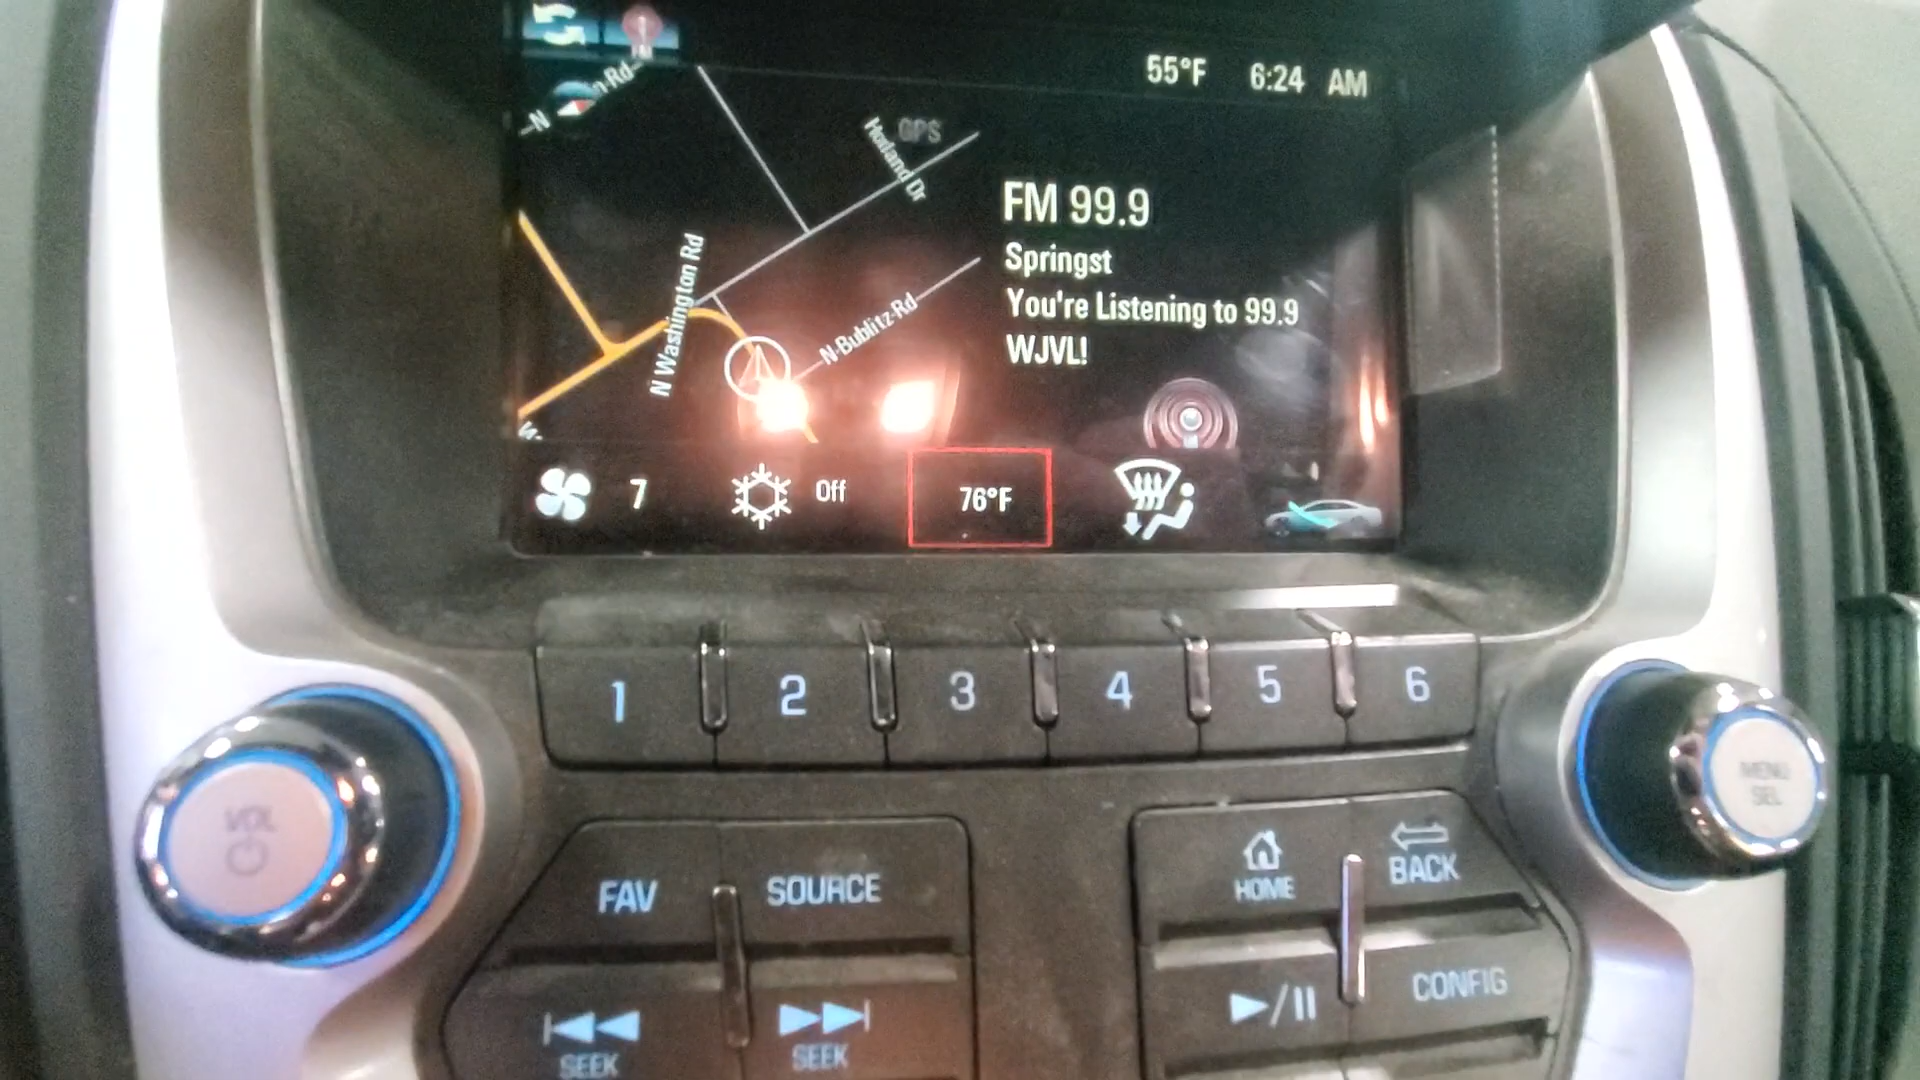 55°F 6:24 AM
GPS
N
n-Rd
FM 99.9
Springst
You're Listening to 99.9
WJVL!
N Washington Rd
N-Bublitz-Rd
7
Off
76°F
1 2 3 4 5 6
VOL
MENU
SEL
FAV SOURCE
HOME BACK
SEEK SEEK
CONFIG